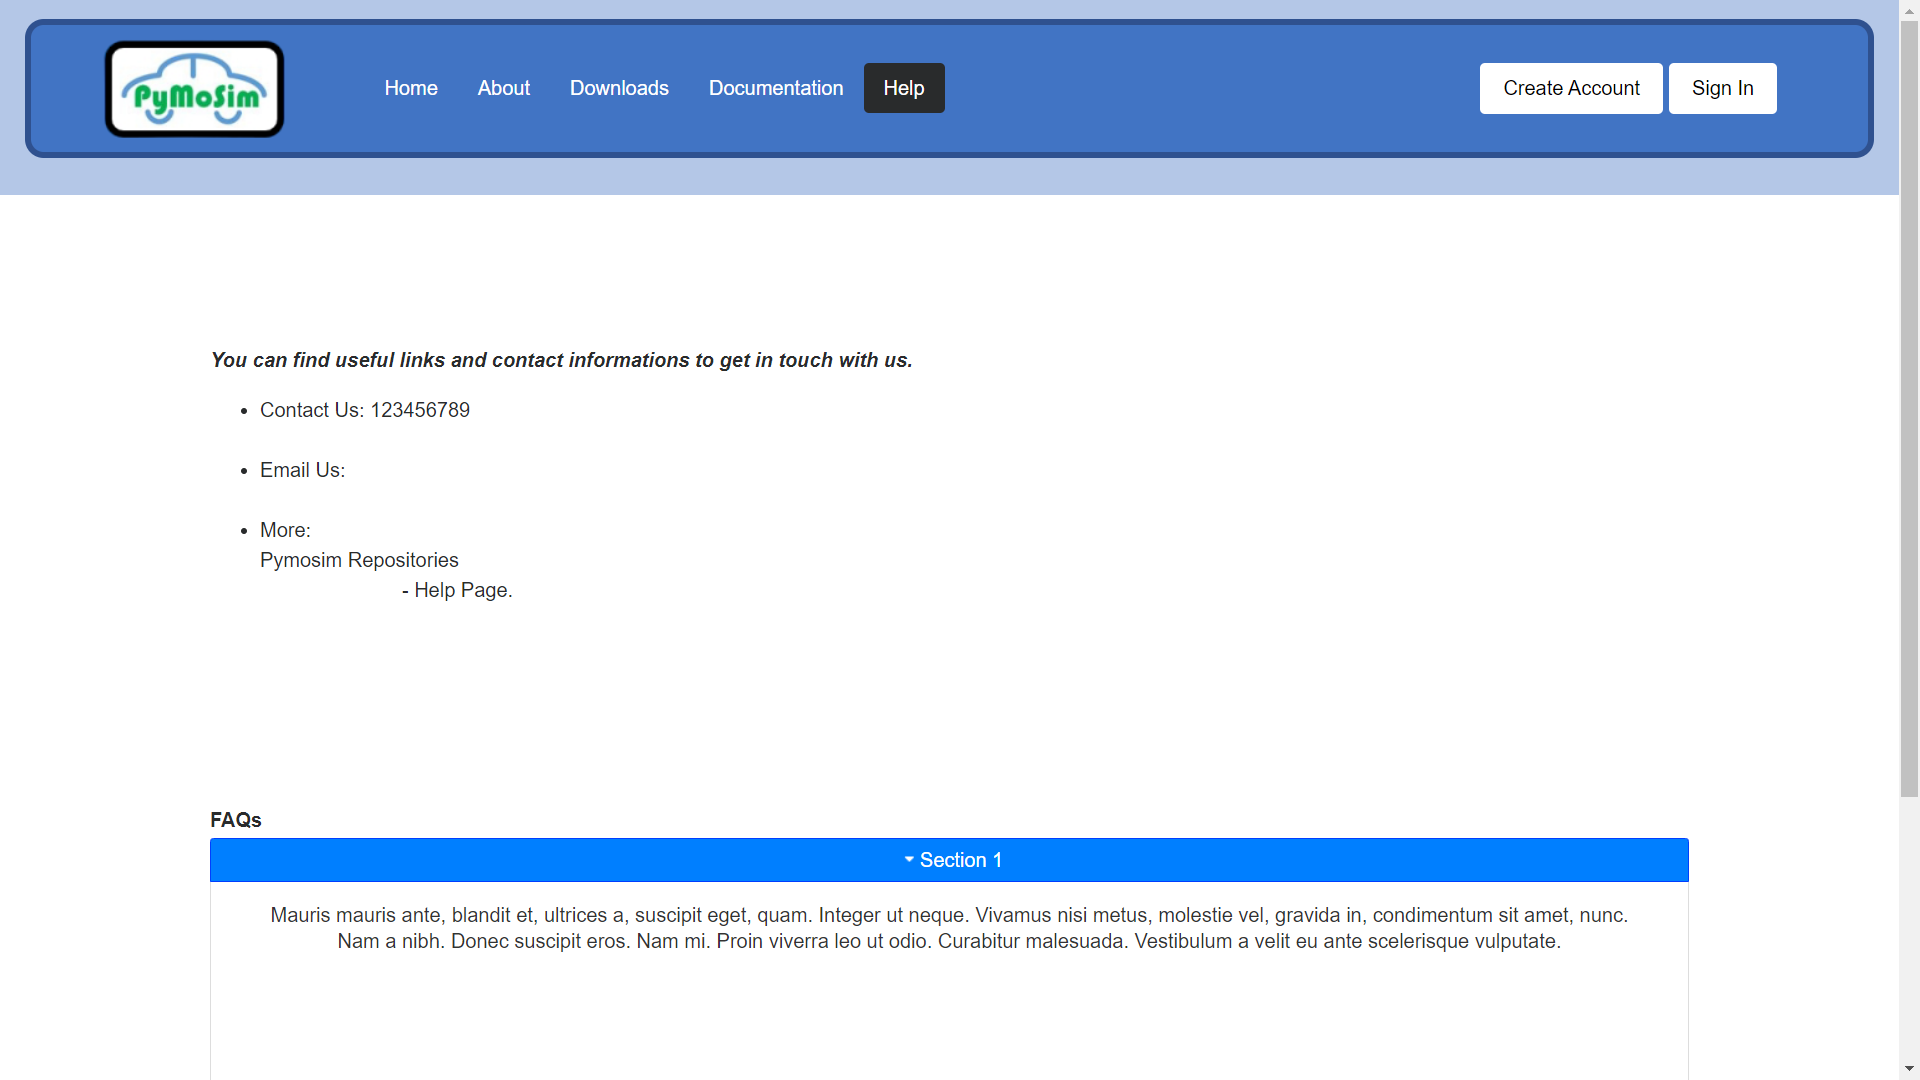 PyMoSim
Home
About
Downloads
Documentation
Help
Create Account
Sign In
You can find useful links and contact informations to get in touch with us.
Contact Us: 123456789
Email Us:
More:
Pymosim Repositories
- Help Page.
FAQs
Section 1
Mauris mauris ante, blandit et, ultrices a, suscipit eget, quam. Integer ut neque. Vivamus nisi metus, molestie vel, gravida in, condimentum sit amet, nunc.
Nam a nibh. Donec suscipit eros. Nam mi. Proin viverra leo ut odio. Curabitur malesuada. Vestibulum a velit eu ante scelerisque vulputate.